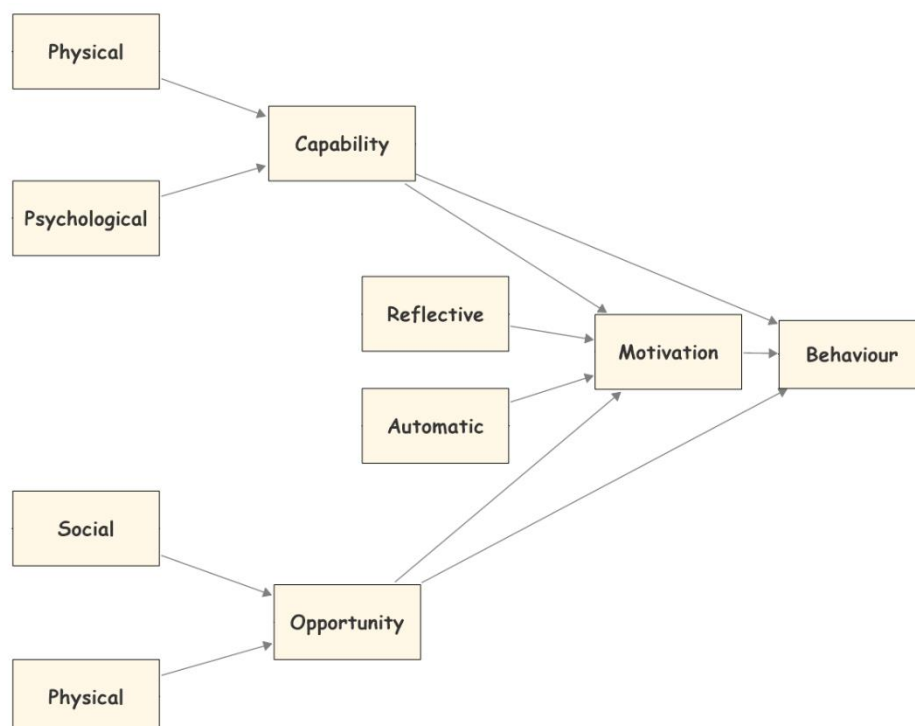 Physical
Capability
Psychological
Reflective
Motivation
Behaviour
Automatic
Social
Opportunity
Physical